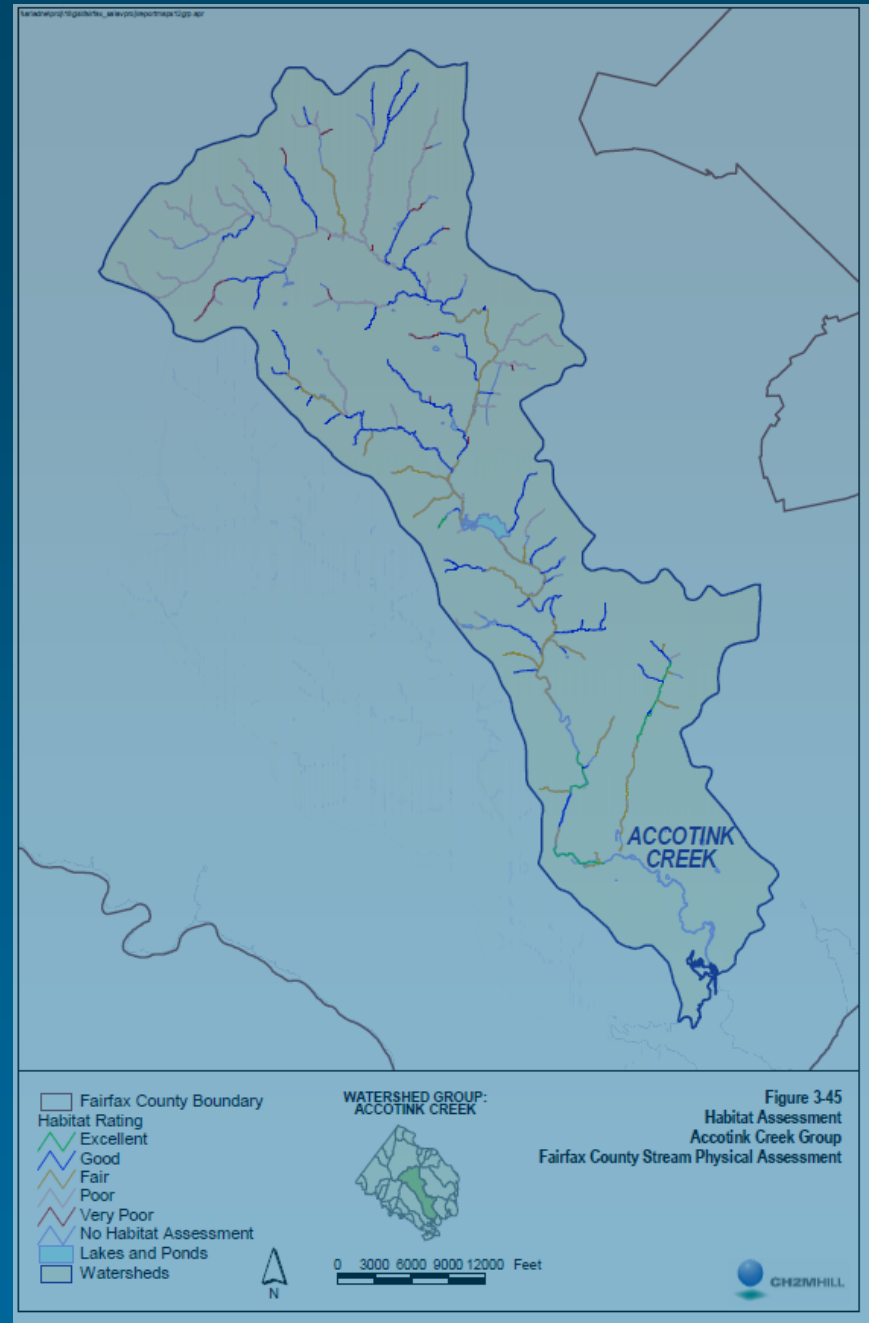 ACCOTINK
CREEK
Fairfax County Boundary
Habitat Rating
Excellent
Good
Fair
Poor
Very Poor
No Habitat Assessment
Lakes and Ponds
Watersheds
WATERSHED GROUP:
ACCOTINK CREEK
N
0 3000 6000 9000 12000 Feet
Figure 3-45
Habitat Assessment
Accotink Creek Group
Fairfax County Stream Physical Assessment
CH2MHILL